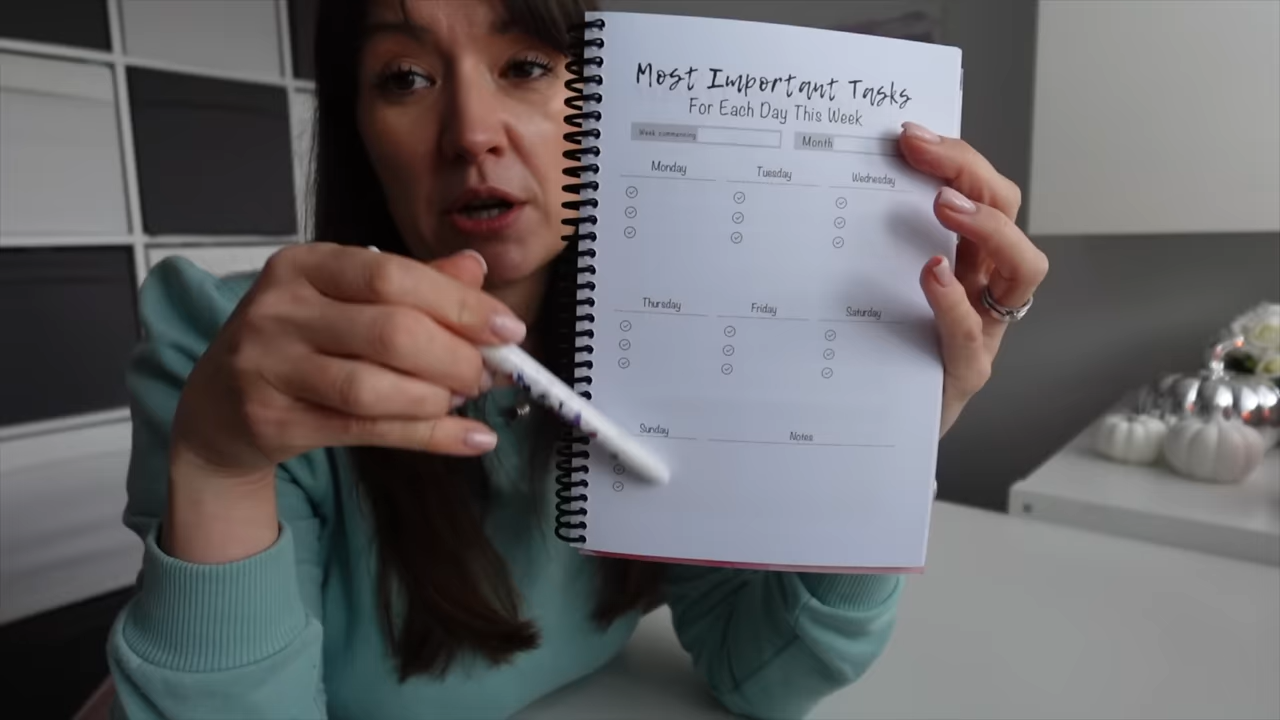 Most Important Tasks
For Each Day This Week
Week commencing Month
Monday Tuesday Wednesday
Thursday Friday Saturday
Sunday Notes